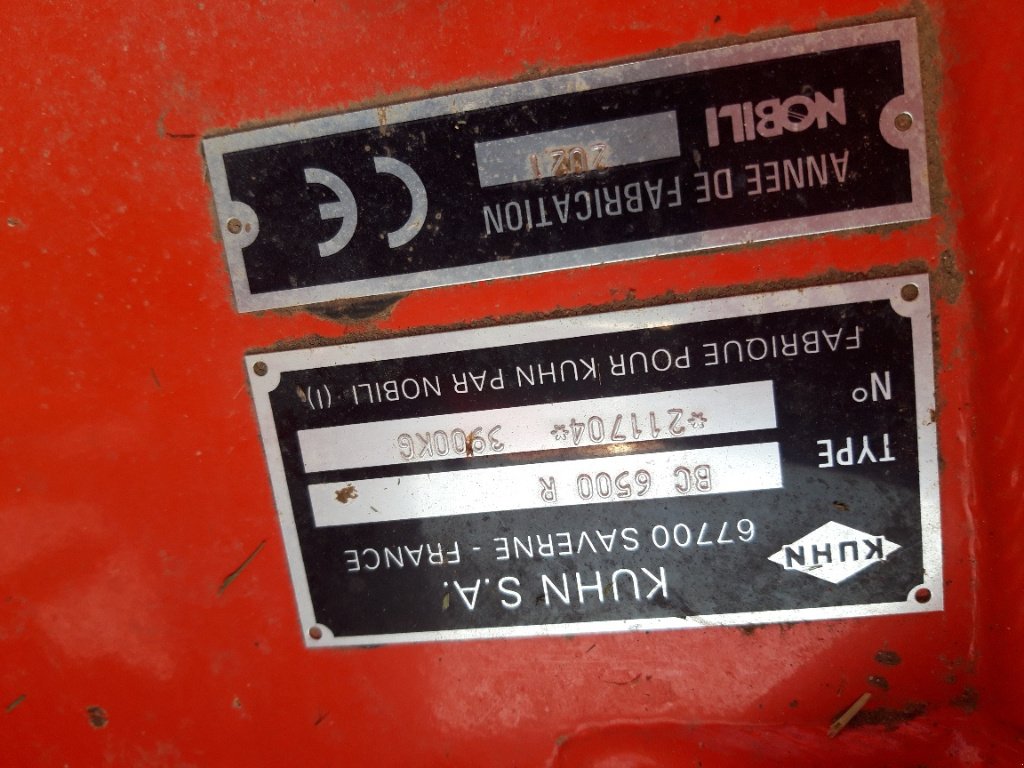 KUHN
KUHN S.A.
67700 SAVERNE - FRANCE
TYPE BC 6500 R
N° *211704* 3900KG
FABRIQUE POUR KUHN PAR NOBILI (I)
ANNEE DE FABRICATION
NOBILI 2021
CE